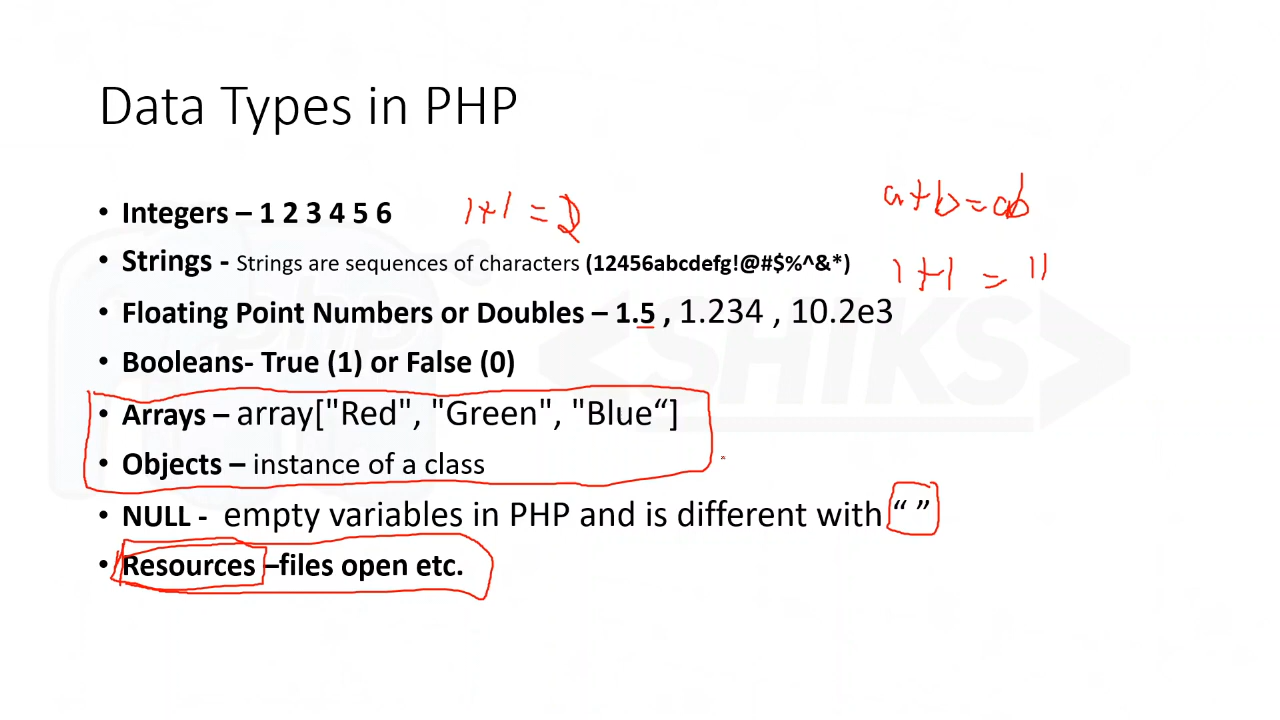 Data Types in PHP
• Integers – 1 2 3 4 5 6 1+1 = 2 a+b=ab
• Strings - Strings are sequences of characters (12456abcdefg!@#$%^&*) 1+1 = 11
• Floating Point Numbers or Doubles – 1.5 , 1.234 , 10.2e3
• Booleans- True (1) or False (0)
• Arrays – array["Red", "Green", "Blue“]
• Objects – instance of a class
• NULL - empty variables in PHP and is different with “ ”
• Resources –files open etc.
php <SHIKS>